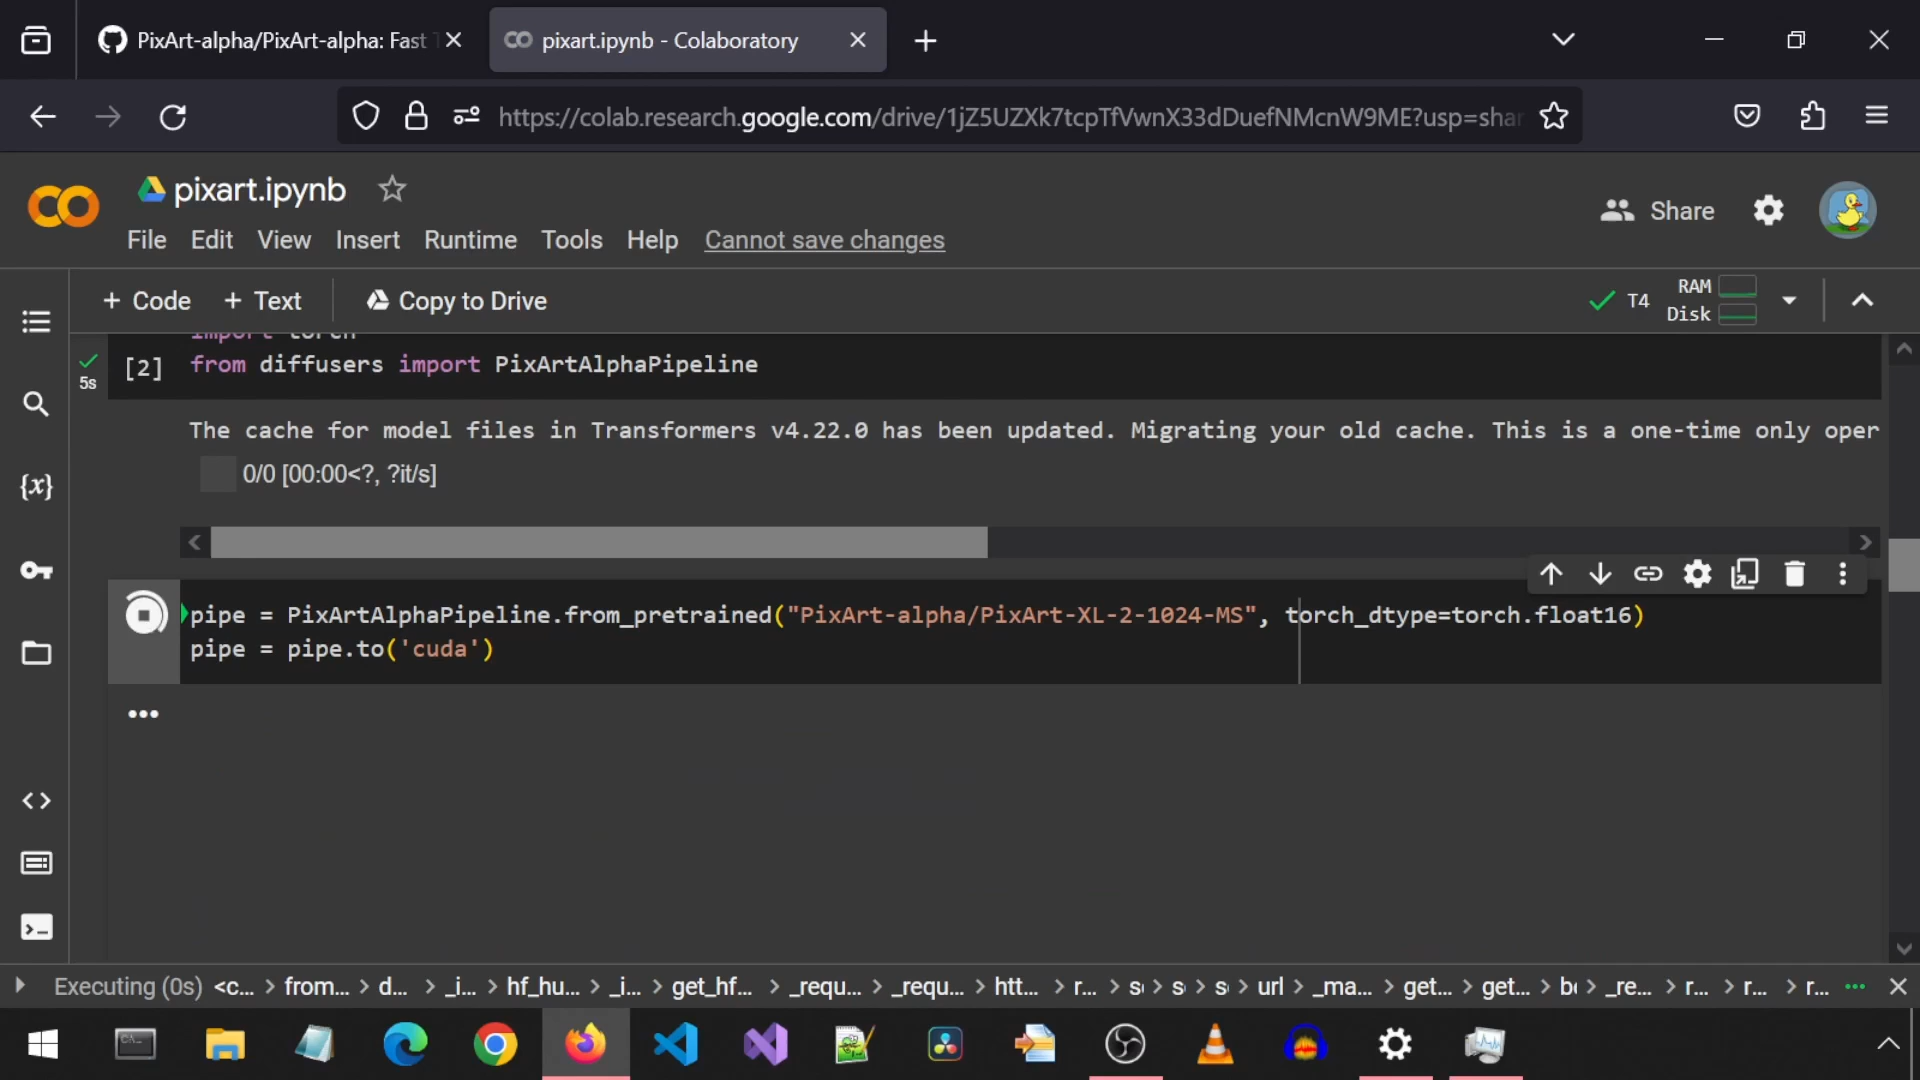 PixArt-alpha/PixArt-alpha: Fast T
pixart.ipynb - Colaboratory
https://colab.research.google.com/drive/1jZ5UZXk7tcpTfVwnX33dDuefNMcnW9ME?usp=shar
pixart.ipynb
Share
File Edit View Insert Runtime Tools Help Cannot save changes
+ Code + Text Copy to Drive
T4 RAM
Disk
import torch
[2] from diffusers import PixArtAlphaPipeline
5s
The cache for model files in Transformers v4.22.0 has been updated. Migrating your old cache. This is a one-time only oper
0/0 [00:00<?, ?it/s]
pipe = PixArtAlphaPipeline.from_pretrained("PixArt-alpha/PixArt-XL-2-1024-MS", torch_dtype=torch.float16)
pipe = pipe.to('cuda')
{x}
Executing (0s) <c... > from... > d... > _i... > hf_hu... > _i... > get_hf... > _requ... > _requ... > htt... > r... > s > s > s > url > _ma... > get... > get... > be > _re... > r... > r... > r...